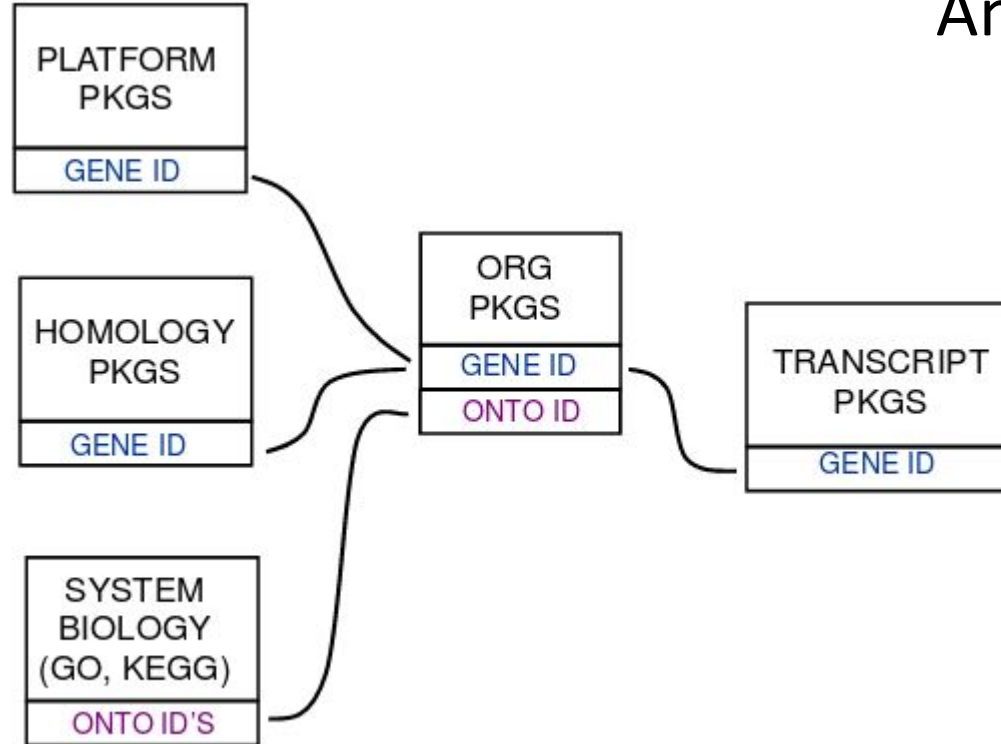 PLATFORM
PKGS
GENE ID
HOMOLOGY
PKGS
GENE ID
SYSTEM
BIOLOGY
(GO, KEGG)
ONTO ID'S
ORG
PKGS
GENE ID
ONTO ID
TRANSCRIPT
PKGS
GENE ID